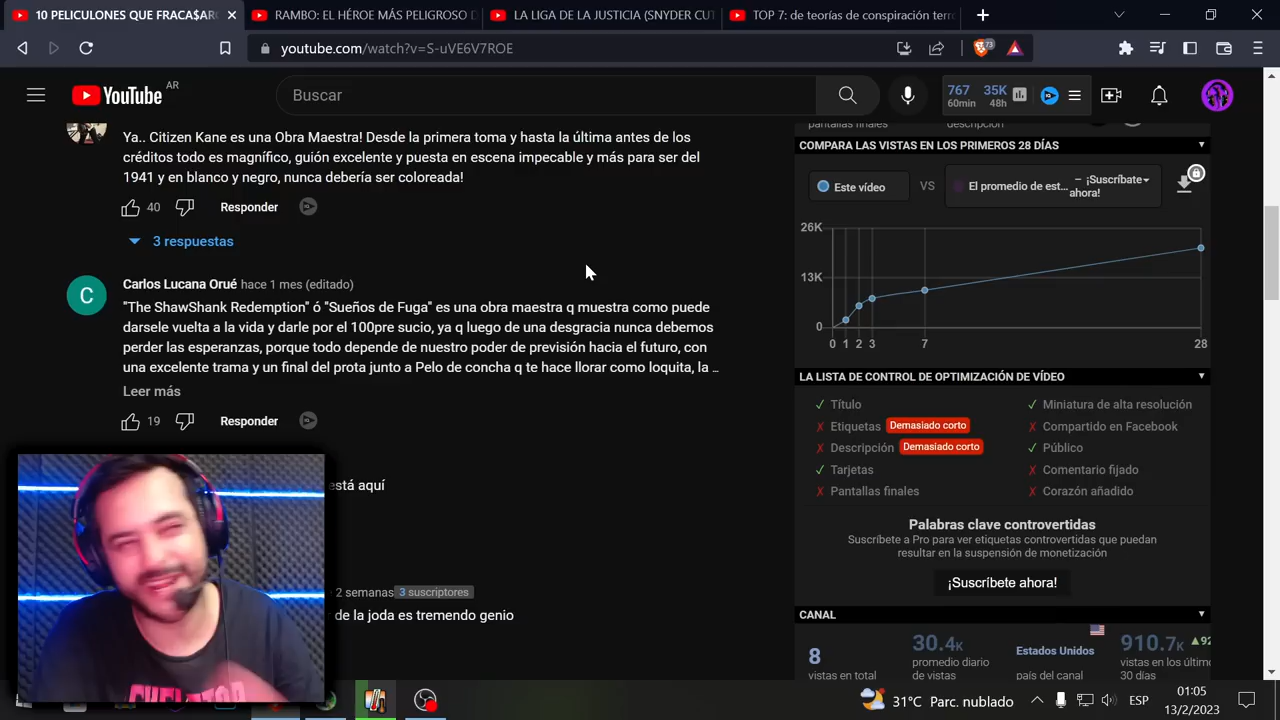 10 PELICULONES QUE FRACA$AR
RAMBO: EL HÉROE MÁS PELIGROSO D
LA LIGA DE LA JUSTICIA (SNYDER CUT
TOP 7: de teorías de conspiración terr
youtube.com/watch?v=S-uVE6V7ROE
73
YouTube AR
Buscar
767
60min
35K
48h
Ya.. Citizen Kane es una Obra Maestra! Desde la primera toma y hasta la última antes de los
créditos todo es magnífico, guión excelente y puesta en escena impecable y más para ser del
1941 y en blanco y negro, nunca debería ser coloreada!
40 Responder
3 respuestas
C
Carlos Lucana Orué hace 1 mes (editado)
"The ShawShank Redemption" ó "Sueños de Fuga" es una obra maestra q muestra como puede
darsele vuelta a la vida y darle por el 100pre sucio, ya q luego de una desgracia nunca debemos
perder las esperanzas, porque todo depende de nuestro poder de previsión hacia el futuro, con
una excelente trama y un final del prota junto a Pelo de concha q te hace llorar como loquita, la ...
Leer más
19 Responder
está aquí
2 semanas 3 suscriptores
de la joda es tremendo genio
pantallas finales
descripción
COMPARA LAS VISTAS EN LOS PRIMEROS 28 DÍAS
Este vídeo VS El promedio de est... – ¡Suscríbete
ahora!
26K
13K
0
0 1 2 3 7 28
LA LISTA DE CONTROL DE OPTIMIZACIÓN DE VÍDEO
✓ Título ✓ Miniatura de alta resolución
✗ Etiquetas Demasiado corto ✗ Compartido en Facebook
✗ Descripción Demasiado corto ✓ Público
✓ Tarjetas ✗ Comentario fijado
✗ Pantallas finales ✗ Corazón añadido
Palabras clave controvertidas
Suscríbete a Pro para ver etiquetas controvertidas que puedan
resultar en la suspensión de monetización
¡Suscríbete ahora!
CANAL
8
vistas en total
30.4K
promedio diario
de vistas
Estados Unidos
país del canal
910.7K ▲92
vistas en los últim
30 días
31°C Parc. nublado
ESP
01:05
13/2/2023